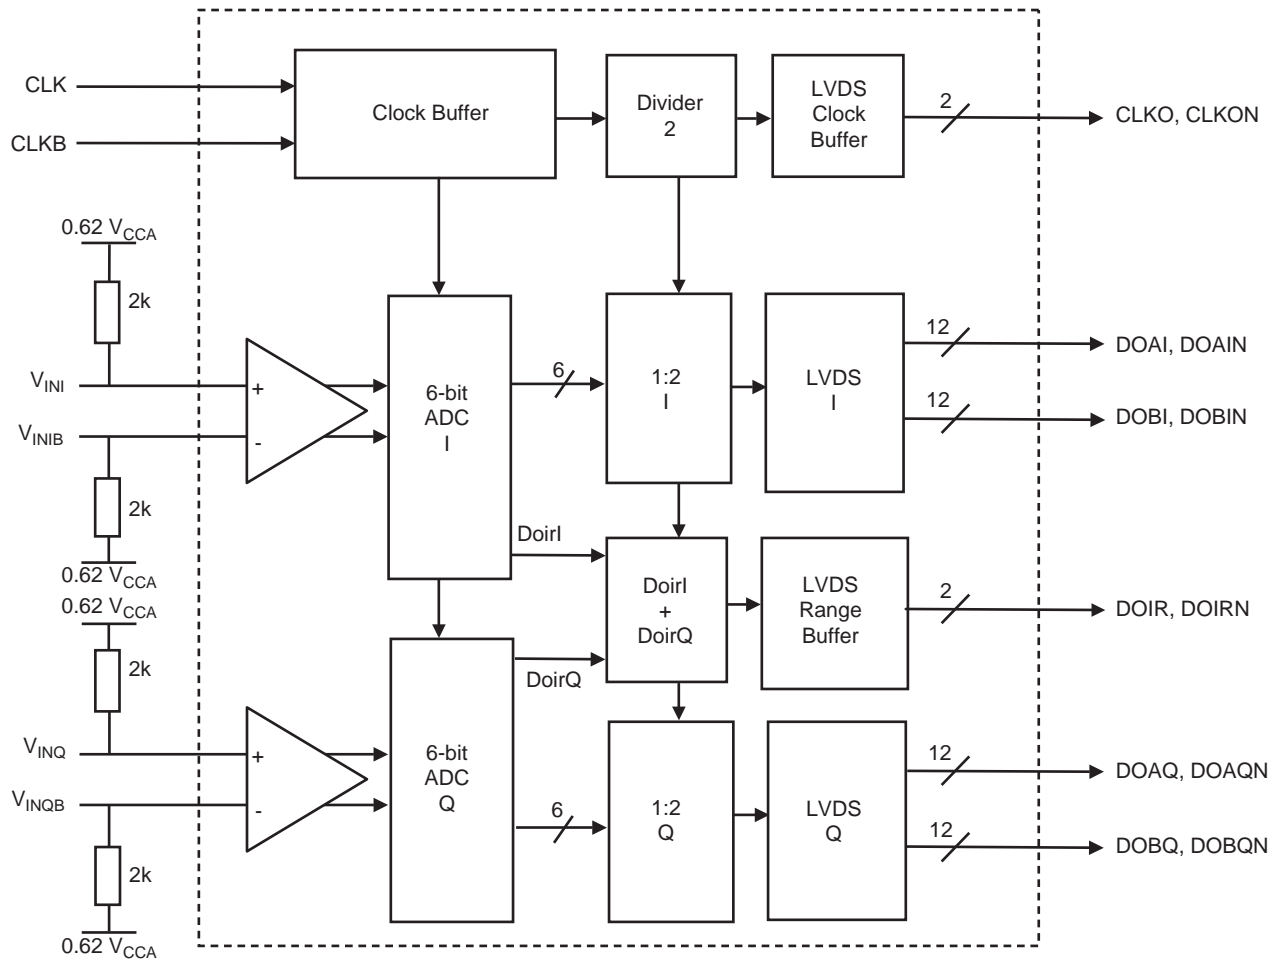 CLK
CLKB
Clock Buffer
Divider
2
LVDS
Clock
Buffer
2
CLKO, CLKON
0.62 VCCA
2k
VINI
VINIB
+
-
2k
0.62 VCCA
6-bit
ADC
I
6
1:2
I
LVDS
I
12
DOAI, DOAIN
12
DOBI, DOBIN
DoirI
DoirQ
DoirI
+
DoirQ
LVDS
Range
Buffer
2
DOIR, DOIRN
0.62 VCCA
2k
VINQ
VINQB
+
-
2k
0.62 VCCA
6-bit
ADC
Q
6
1:2
Q
LVDS
Q
12
DOAQ, DOAQN
12
DOBQ, DOBQN